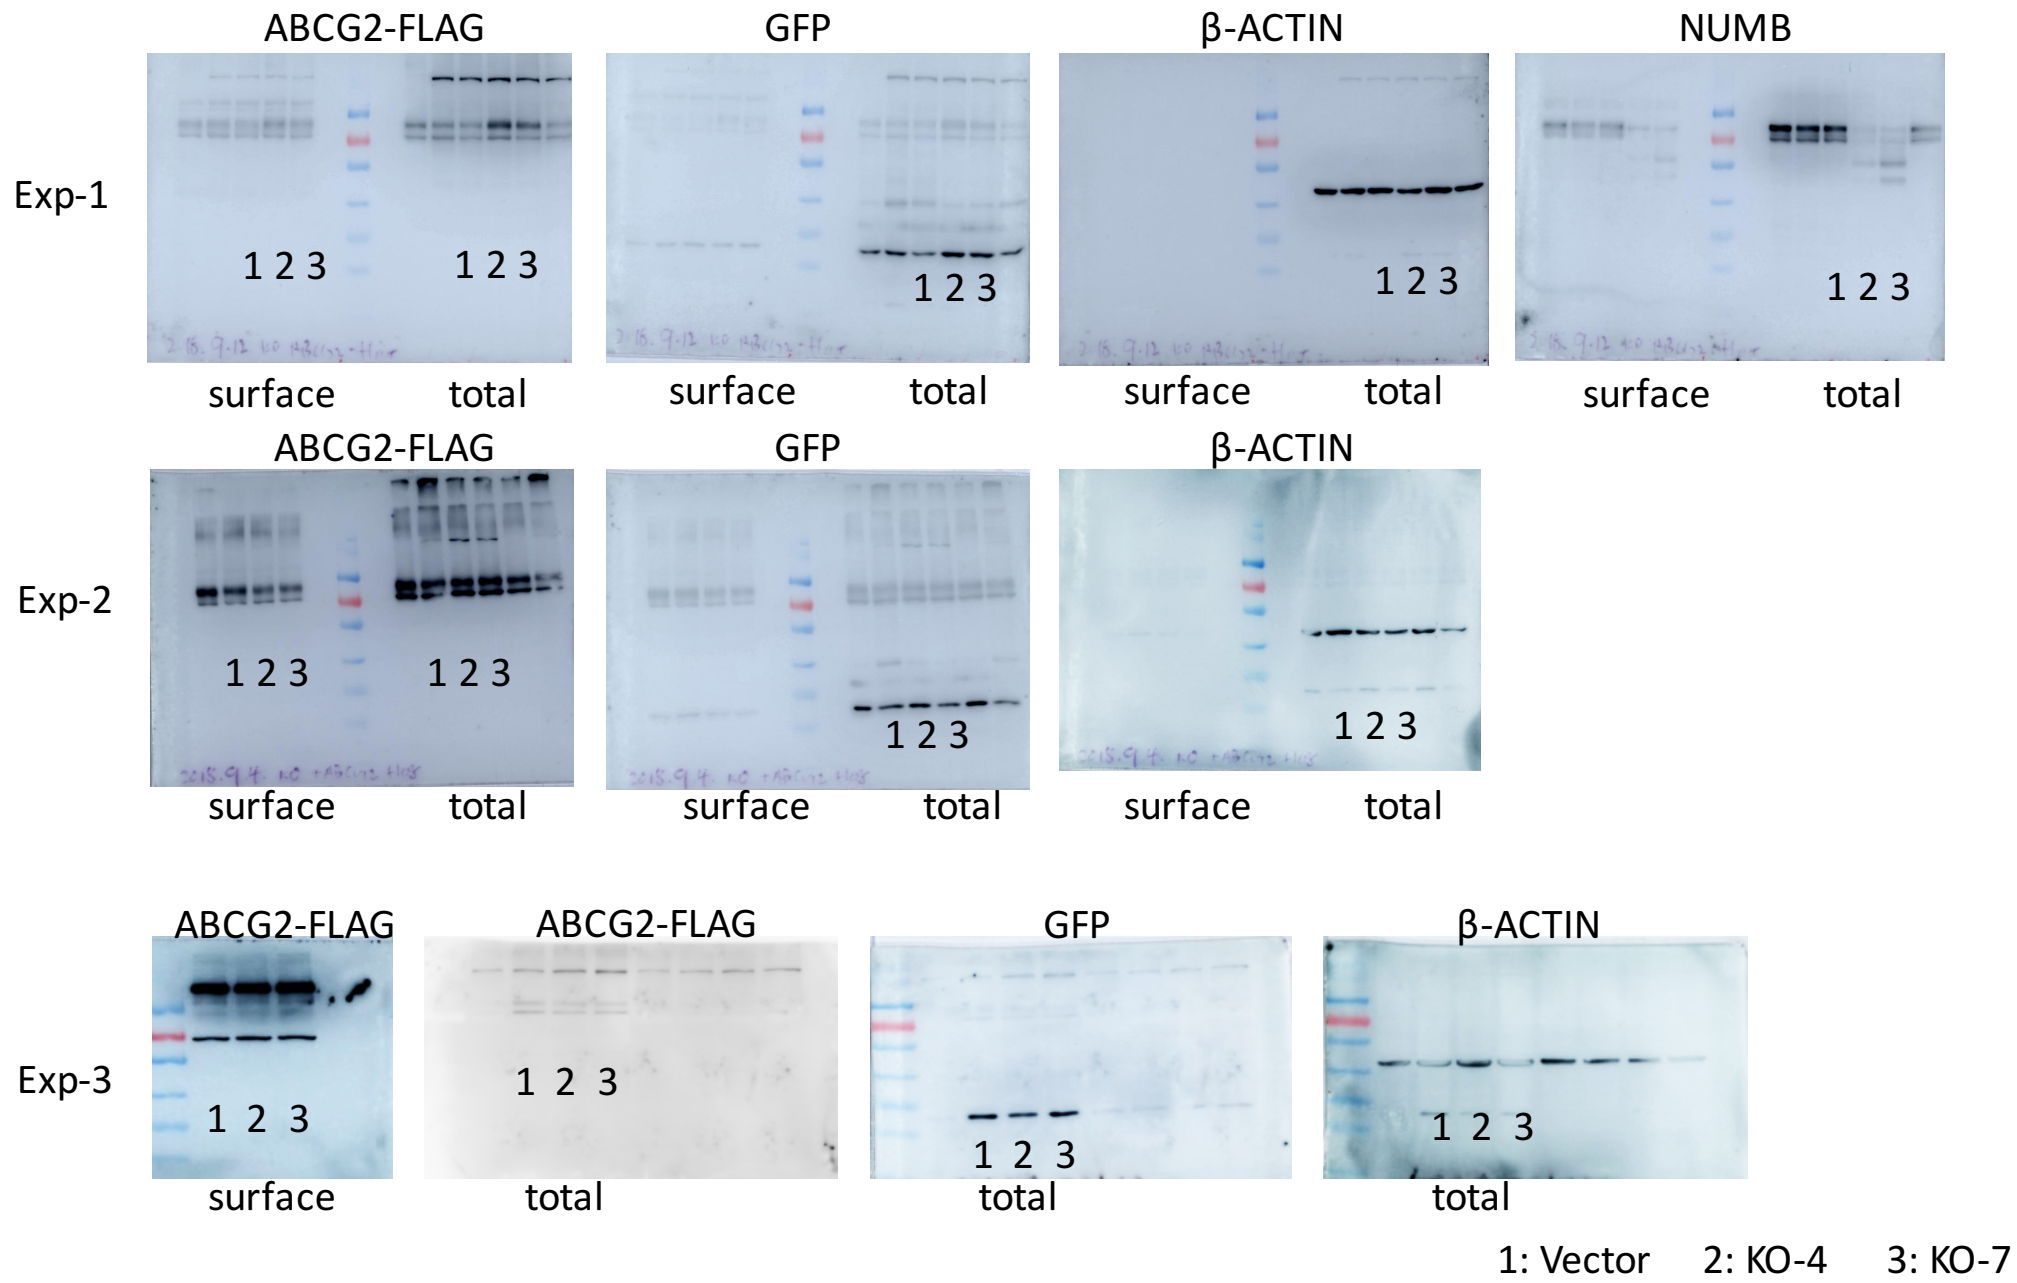 ABCG2-FLAG GFP β-ACTIN NUMB
Exp-1
1 2 3 1 2 3 1 2 3 1 2 3 1 2 3
surface total surface total surface total surface total
ABCG2-FLAG GFP β-ACTIN
Exp-2
1 2 3 1 2 3 1 2 3 1 2 3
surface total surface total surface total
ABCG2-FLAG ABCG2-FLAG GFP β-ACTIN
Exp-3
1 2 3 1 2 3 1 2 3 1 2 3
surface total total total
1: Vector 2: KO-4 3: KO-7